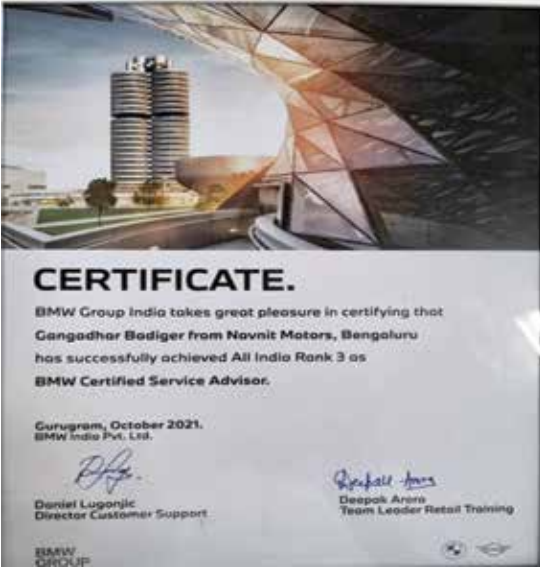 CERTIFICATE.
BMW Group India takes great pleasure in certifying that
Gangadhar Badiger from Navnit Motors, Bengaluru
has successfully achieved All India Rank 3 as
BMW Certified Service Advisor.
Gurugram, October 2021.
BMW India Pvt. Ltd.
Daniel Lugonjic
Director Customer Support
Deepak Arora
Team Leader Retail Training
BMW
GROUP